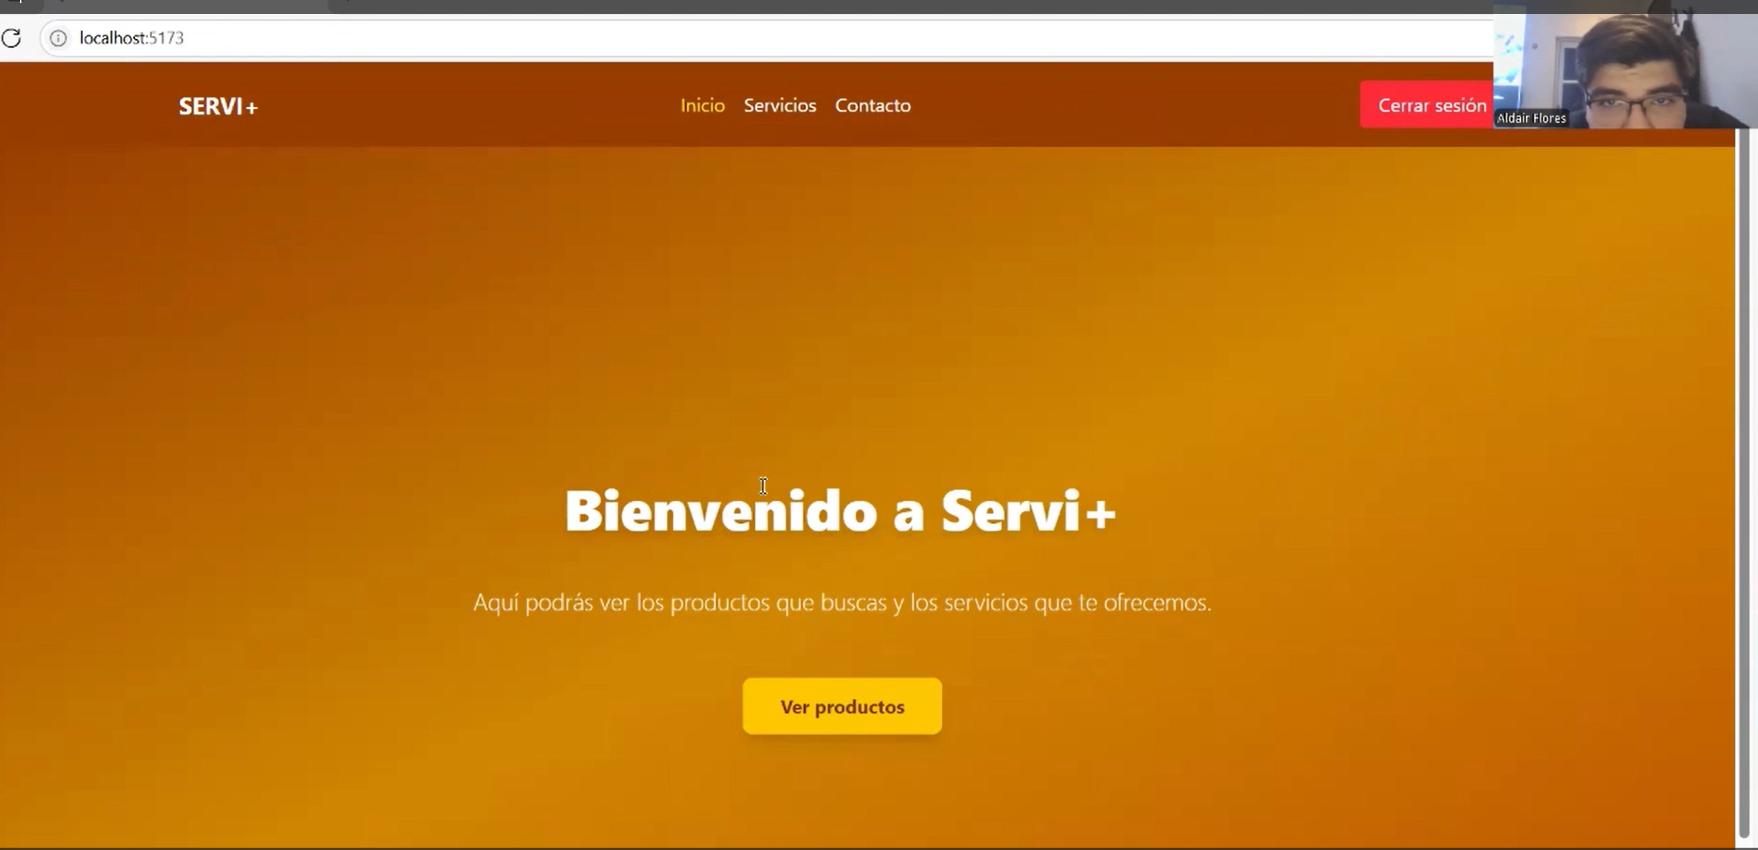 localhost:5173
SERVI+
Inicio Servicios Contacto
Cerrar sesión
Aldair Flores
Bienvenido a Servi+
Aquí podrás ver los productos que buscas y los servicios que te ofrecemos.
Ver productos